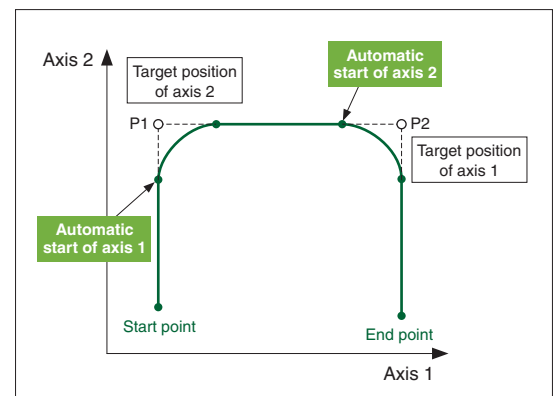 Axis 2
Target position
of axis 2
Automatic
start of axis 2
P1
P2
Target position
of axis 1
Automatic
start of axis 1
Start point
End point
Axis 1